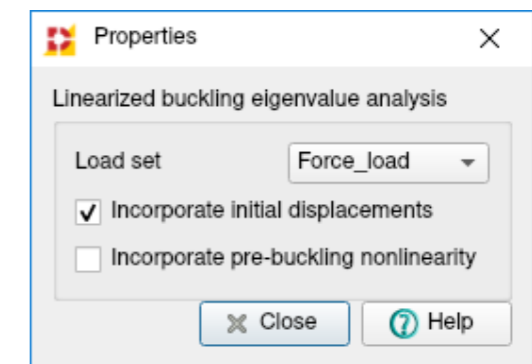 Properties
Linearized buckling eigenvalue analysis
Load set Force_load
Incorporate initial displacements
Incorporate pre-buckling nonlinearity
Close Help